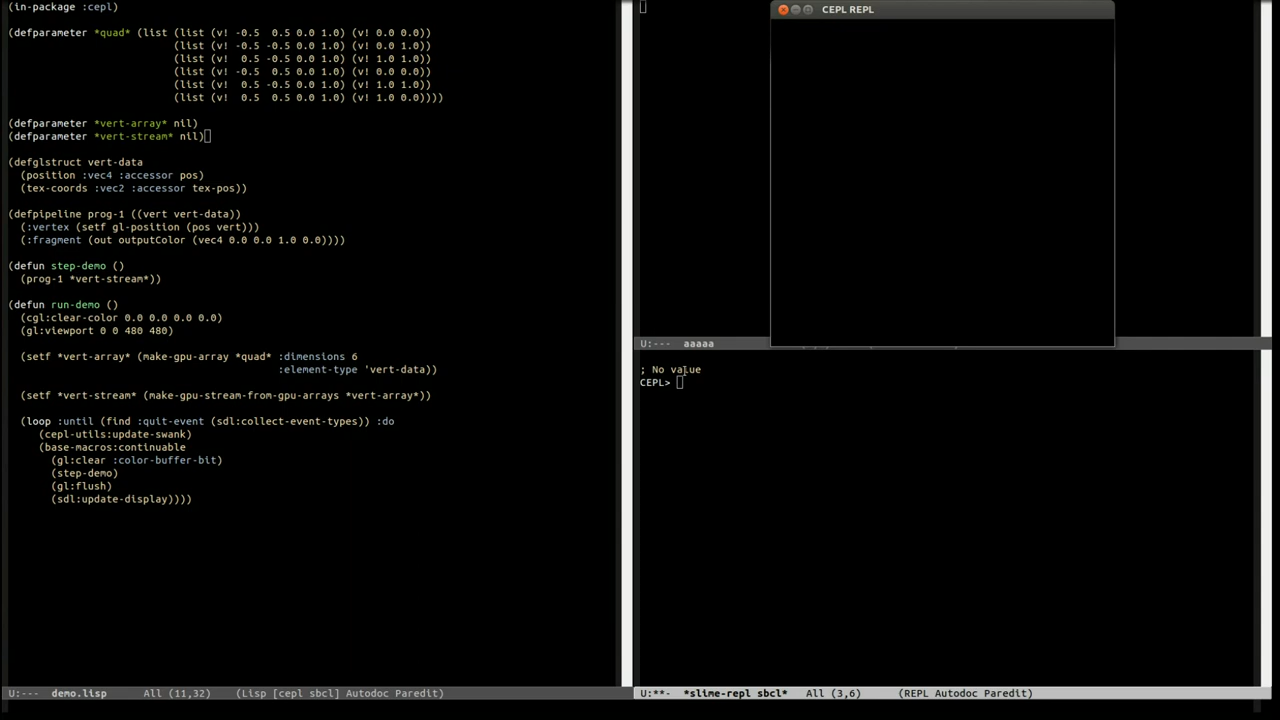 (in-package :cepl)
(defparameter *quad* (list (list (v! -0.5  0.5 0.0 1.0) (v! 0.0 0.0))
                           (list (v! -0.5 -0.5 0.0 1.0) (v! 0.0 1.0))
                           (list (v!  0.5 -0.5 0.0 1.0) (v! 1.0 1.0))
                           (list (v! -0.5  0.5 0.0 1.0) (v! 0.0 0.0))
                           (list (v!  0.5 -0.5 0.0 1.0) (v! 1.0 1.0))
                           (list (v!  0.5  0.5 0.0 1.0) (v! 1.0 0.0))))
(defparameter *vert-array* nil)
(defparameter *vert-stream* nil)
(defglstruct vert-data
  (position :vec4 :accessor pos)
  (tex-coords :vec2 :accessor tex-pos))
(defpipeline prog-1 ((vert vert-data))
  (:vertex (setf gl-position (pos vert)))
  (:fragment (out outputColor (vec4 0.0 0.0 1.0 0.0))))
(defun step-demo ()
  (prog-1 *vert-stream*))
(defun run-demo ()
  (cgl:clear-color 0.0 0.0 0.0 0.0)
  (gl:viewport 0 0 480 480)
  (setf *vert-array* (make-gpu-array *quad* :dimensions 6
                                            :element-type 'vert-data))
  (setf *vert-stream* (make-gpu-stream-from-gpu-arrays *vert-array*))
  (loop :until (find :quit-event (sdl:collect-event-types)) :do
     (cepl-utils:update-swank)
     (base-macros:continuable
       (gl:clear :color-buffer-bit)
       (step-demo)
       (gl:flush)
       (sdl:update-display))))
U:---  demo.lisp      All (11,32)     (Lisp [cepl sbcl] Autodoc Paredit)
CEPL REPL
U:---  aaaaa
; No value
CEPL>
U:**-  *slime-repl sbcl*   All (3,6)     (REPL Autodoc Paredit)